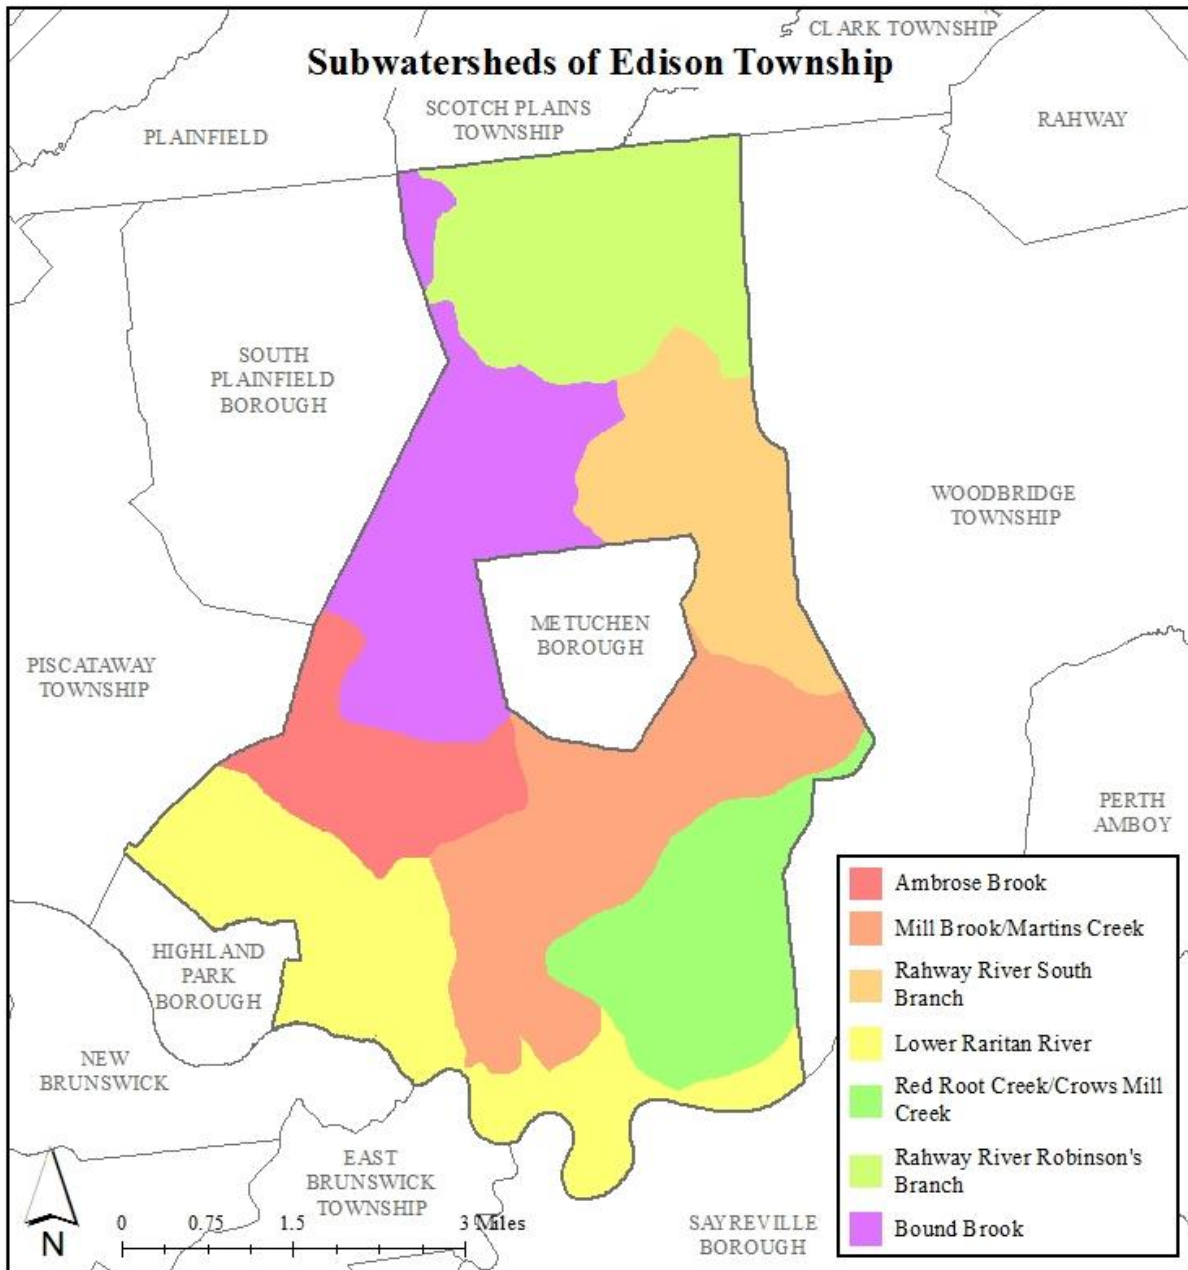 CLARK TOWNSHIP
Subwatersheds of Edison Township
SCOTCH PLAINS
TOWNSHIP
PLAINFIELD
RAHWAY
SOUTH
PLAINFIELD
BOROUGH
WOODBRIDGE
TOWNSHIP
METUCHEN
BOROUGH
PISCATAWAY
TOWNSHIP
PERTH
AMBOY
HIGHLAND
PARK
BOROUGH
NEW
BRUNSWICK
EAST
BRUNSWICK
TOWNSHIP
SAYREVILLE
BOROUGH
Ambrose Brook
Mill Brook/Martins Creek
Rahway River South
Branch
Lower Raritan River
Red Root Creek/Crows Mill
Creek
Rahway River Robinson's
Branch
Bound Brook
N
0 0.75 1.5 3 Miles